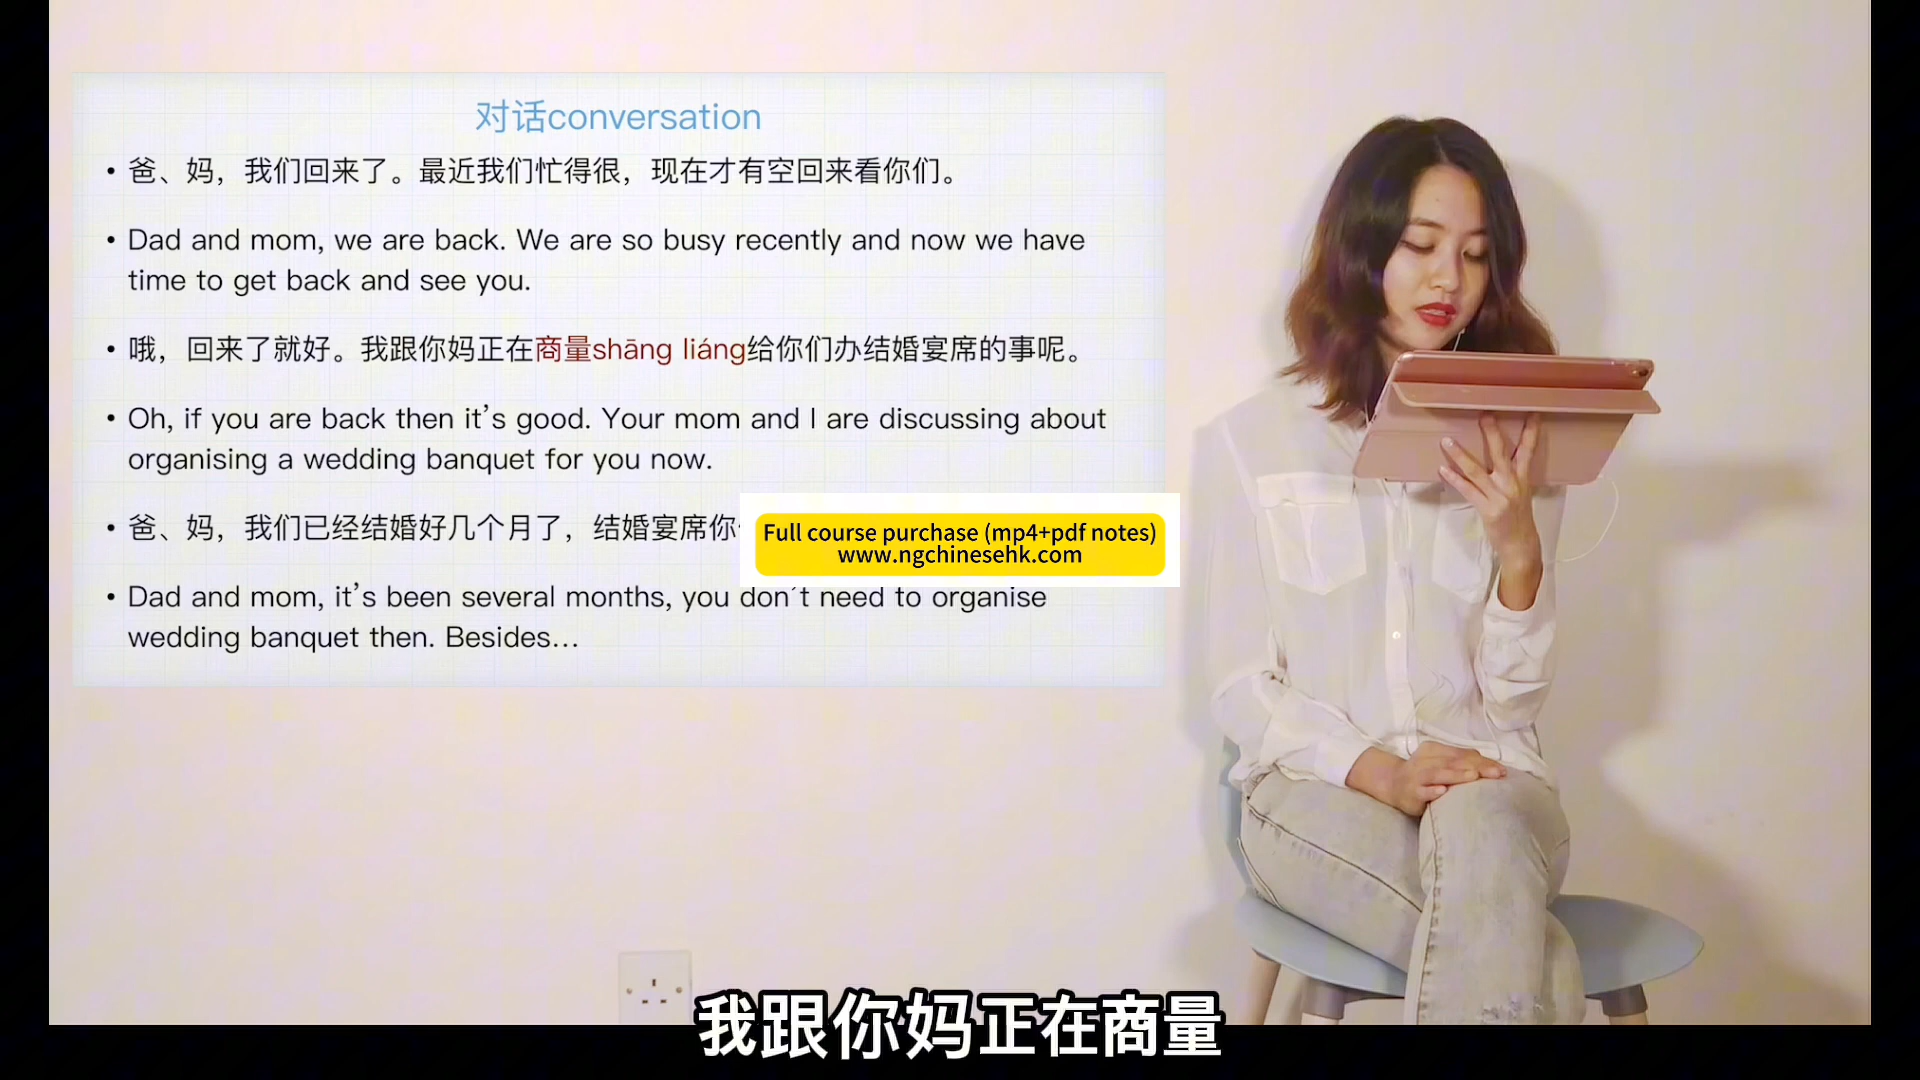 对话conversation
• 爸、妈，我们回来了。最近我们忙得很，现在才有空回来看你们。
• Dad and mom, we are back. We are so busy recently and now we have
time to get back and see you.
• 哦，回来了就好。我跟你妈正在商量shāng liáng给你们办结婚宴席的事呢。
• Oh, if you are back then it’s good. Your mom and I are discussing about
organising a wedding banquet for you now.
• 爸、妈，我们已经结婚好几个月了，结婚宴席你
Full course purchase (mp4+pdf notes)
www.ngchinesehk.com
• Dad and mom, it’s been several months, you don´t need to organise
wedding banquet then. Besides…
我跟你妈正在商量